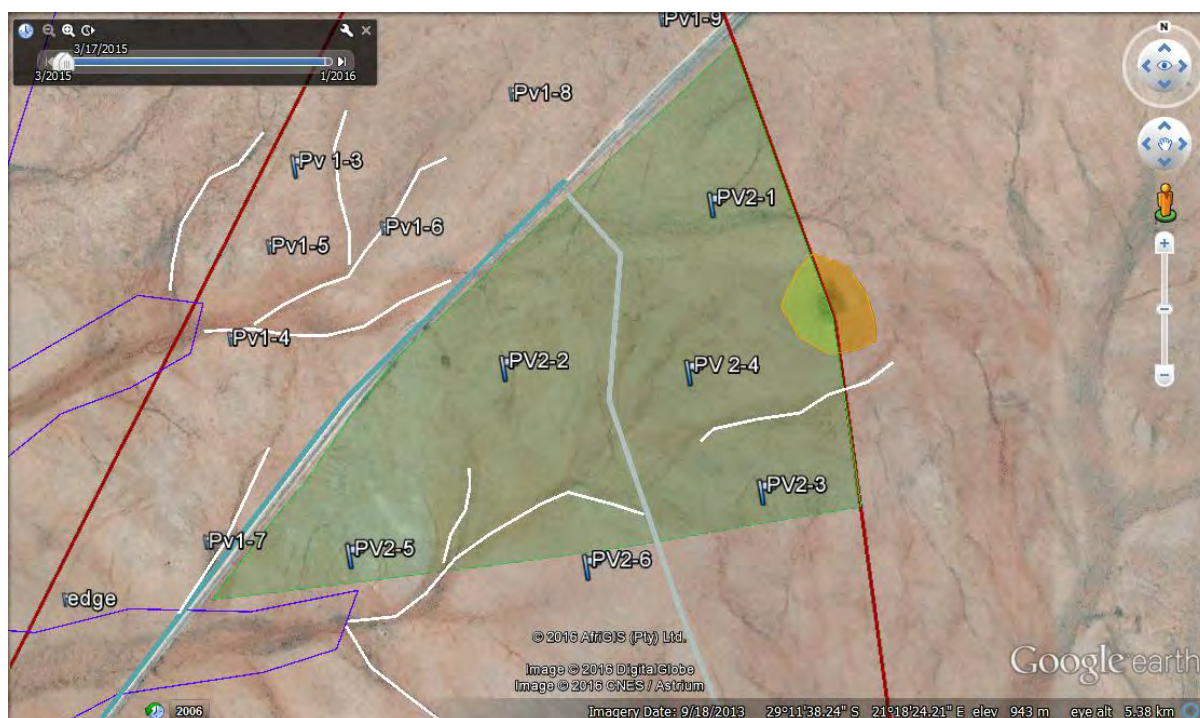 3/17/2015
3/2015
1/2016
N
Pv1-9
Pv1-8
Pv 1-3
PV2-1
Pv1-6
Pv1-5
Pv1-4
PV2-2
PV 2-4
PV2-3
Pv1-7
PV2-5
PV2-6
edge
© 2016 AfriGIS (Pty) Ltd.
Image © 2016 DigitalGlobe
Image © 2016 CNES / Astrium
Google earth
2006
Imagery Date: 9/18/2013 29°11'38.24" S 21°18'24.21" E elev 943 m eye alt 5.38 km